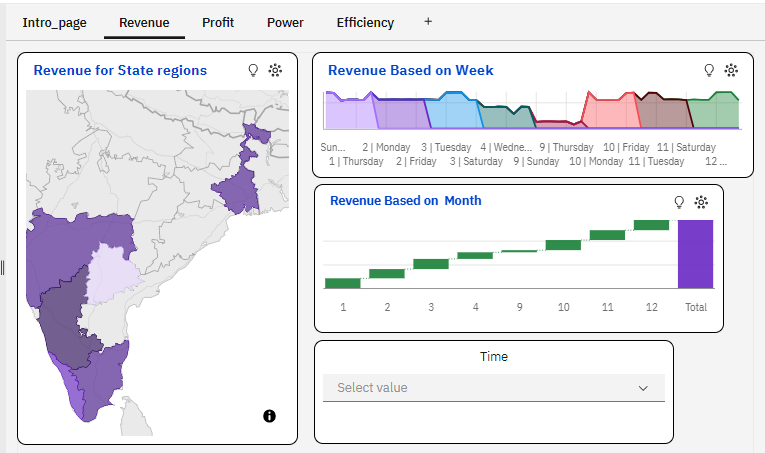 Intro_page Revenue Profit Power Efficiency +
Revenue for State regions
Revenue Based on Week
Sun... 2 | Monday 3 | Tuesday 4 | Wedne... 9 | Thursday 10 | Friday 11 | Saturday
1 | Thursday 2 | Friday 3 | Saturday 9 | Sunday 10 | Monday 11 | Tuesday 12 ...
Revenue Based on Month
1 2 3 4 9 10 11 12 Total
Time
Select value